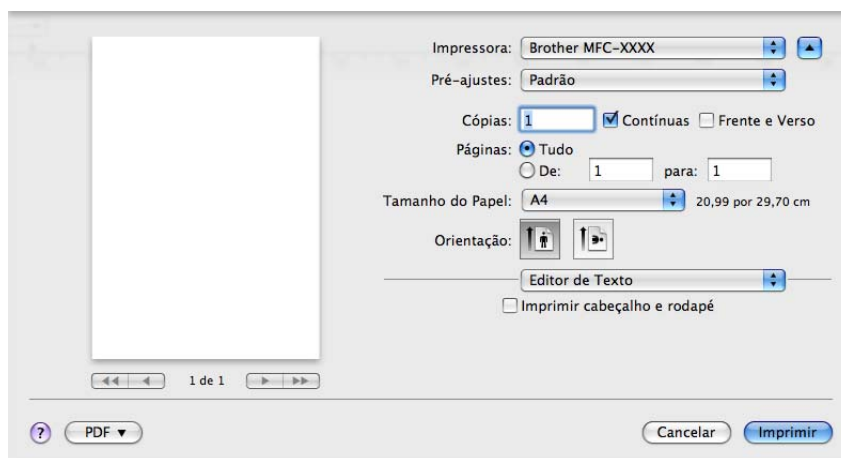 Impressora: Brother MFC-XXXX
Pré-ajustes: Padrão
Cópias: 1 Contínuas Frente e Verso
Páginas: Tudo
De: 1 para: 1
Tamanho do Papel: A4 20,99 por 29,70 cm
Orientação:
Editor de Texto
Imprimir cabeçalho e rodapé
1 de 1
? PDF Cancelar Imprimir